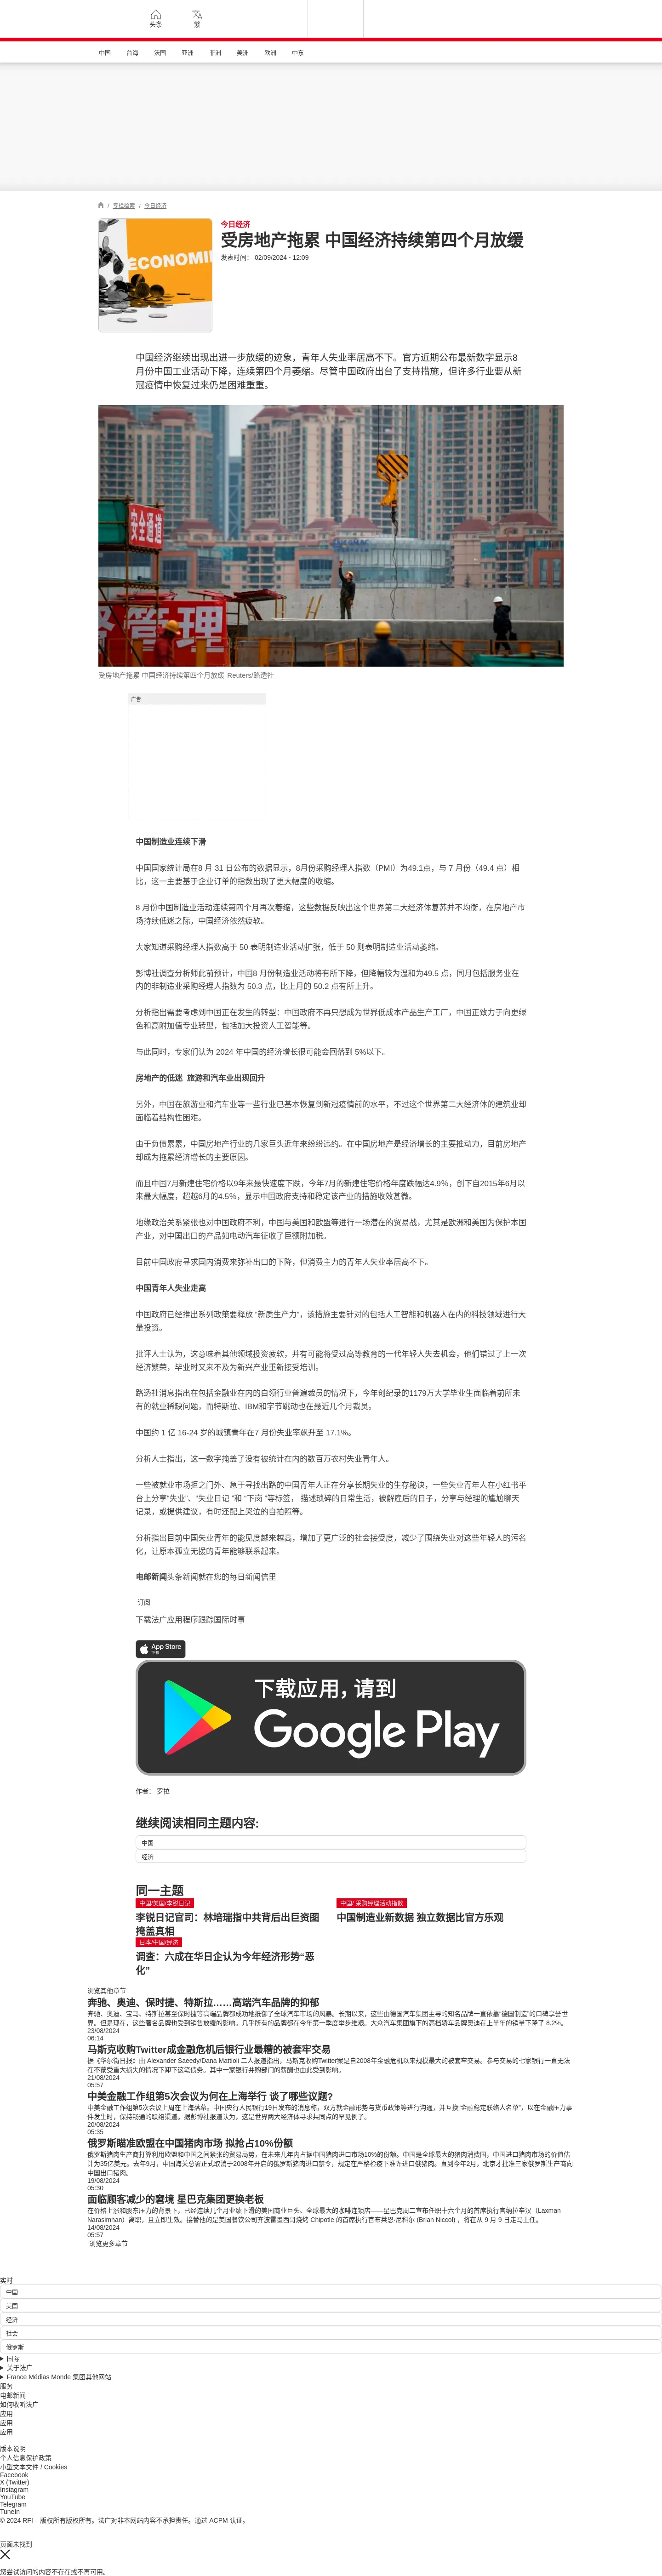 头条
繁
中国 台海 法国 亚洲 非洲 美洲 欧洲 中东
/ 专栏检索 / 今日经济
ECONOMIE
今日经济
受房地产拖累 中国经济持续第四个月放缓
发表时间： 02/09/2024 - 12:09
中国经济继续出现出进一步放缓的迹象，青年人失业率居高不下。官方近期公布最新数字显示8
月份中国工业活动下降，连续第四个月萎缩。尽管中国政府出台了支持措施，但许多行业要从新
冠疫情中恢复过来仍是困难重重。
安全通道
督管理
受房地产拖累 中国经济持续第四个月放缓 Reuters/路透社
广告
中国制造业连续下滑
中国国家统计局在8 月 31 日公布的数据显示，8月份采购经理人指数（PMI）为49.1点，与 7 月份（49.4 点）相
比，这一主要基于企业订单的指数出现了更大幅度的收缩。
8 月份中国制造业活动连续第四个月再次萎缩，这些数据反映出这个世界第二大经济体复苏并不均衡，在房地产市
场持续低迷之际，中国经济依然疲软。
大家知道采购经理人指数高于 50 表明制造业活动扩张，低于 50 则表明制造业活动萎缩。
彭博社调查分析师此前预计，中国8 月份制造业活动将有所下降，但降幅较为温和为49.5 点，同月包括服务业在
内的非制造业采购经理人指数为 50.3 点，比上月的 50.2 点有所上升。
分析指出需要考虑到中国正在发生的转型：中国政府不再只想成为世界低成本产品生产工厂，中国正致力于向更绿
色和高附加值专业转型，包括加大投资人工智能等。
与此同时，专家们认为 2024 年中国的经济增长很可能会回落到 5%以下。
房地产的低迷 旅游和汽车业出现回升
另外，中国在旅游业和汽车业等一些行业已基本恢复到新冠疫情前的水平，不过这个世界第二大经济体的建筑业却
面临着结构性困难。
由于负债累累，中国房地产行业的几家巨头近年来纷纷违约。在中国房地产是经济增长的主要推动力，目前房地产
却成为拖累经济增长的主要原因。
而且中国7月新建住宅价格以9年来最快速度下跌，今年7月的新建住宅价格年度跌幅达4.9％，创下自2015年6月以
来最大幅度，超越6月的4.5％，显示中国政府支持和稳定该产业的措施收效甚微。
地缘政治关系紧张也对中国政府不利，中国与美国和欧盟等进行一场潜在的贸易战，尤其是欧洲和美国为保护本国
产业，对中国出口的产品如电动汽车征收了巨额附加税。
目前中国政府寻求国内消费来弥补出口的下降，但消费主力的青年人失业率居高不下。
中国青年人失业走高
中国政府已经推出系列政策要释放 “新质生产力”，该措施主要针对的包括人工智能和机器人在内的科技领域进行大
量投资。
批评人士认为，这意味着其他领域投资疲软，并有可能将受过高等教育的一代年轻人失去机会，他们错过了上一次
经济繁荣，毕业时又来不及为新兴产业重新接受培训。
路透社消息指出在包括金融业在内的白领行业普遍裁员的情况下，今年创纪录的1179万大学毕业生面临着前所未
有的就业稀缺问题，而特斯拉、IBM和字节跳动也在最近几个月裁员。
中国约 1 亿 16-24 岁的城镇青年在7 月份失业率飙升至 17.1%。
分析人士指出，这一数字掩盖了没有被统计在内的数百万农村失业青年人。
一些被就业市场拒之门外、急于寻找出路的中国青年人正在分享长期失业的生存秘诀，一些失业青年人在小红书平
台上分享“失业”、“失业日记 ”和 “下岗 ”等标签， 描述琐碎的日常生活，被解雇后的日子，分享与经理的尴尬聊天
记录，或提供建议，有时还配上哭泣的自拍照等。
分析指出目前中国失业青年的能见度越来越高，增加了更广泛的社会接受度，减少了围绕失业对这些年轻人的污名
化，让原本孤立无援的青年能够联系起来。
电邮新闻头条新闻就在您的每日新闻信里
订阅
下载法广应用程序跟踪国际时事
App Store
下载
下载应用，请到
Google Play
作者： 罗拉
继续阅读相同主题内容:
中国
经济
同一主题
中国/美国/李锐日记
李锐日记官司：林培瑞指中共背后出巨资图
掩盖真相
中国/ 采购经理活动指数
中国制造业新数据 独立数据比官方乐观
日本/中国/经济
调查：六成在华日企认为今年经济形势“恶
化”
浏览其他章节
奔驰、奥迪、保时捷、特斯拉……高端汽车品牌的抑郁
奔驰、奥迪、宝马、特斯拉甚至保时捷等高端品牌都成功地抵御了全球汽车市场的风暴。长期以来，这些由德国汽车集团主导的知名品牌一直依靠“德国制造”的口碑享誉世
界。但是现在，这些著名品牌也受到销售放缓的影响。几乎所有的品牌都在今年第一季度举步维艰。大众汽车集团旗下的高档轿车品牌奥迪在上半年的销量下降了 8.2%。
23/08/2024
06:14
马斯克收购Twitter成金融危机后银行业最糟的被套牢交易
据《华尔街日报》由 Alexander Saeedy/Dana Mattioli 二人报道指出，马斯克收购Twitter案是自2008年金融危机以来规模最大的被套牢交易。参与交易的七家银行一直无法
在不蒙受重大损失的情况下卸下这笔债务。其中一家银行并购部门的薪酬也由此受到影响。
21/08/2024
05:57
中美金融工作组第5次会议为何在上海举行 谈了哪些议题?
中美金融工作组第5次会议上周在上海落幕。中国央行人民银行19日发布的消息称，双方就金融形势与货币政策等进行沟通，并互换“金融稳定联络人名单”，以在金融压力事
件发生时，保持畅通的联络渠道。据彭博社报道认为，这是世界两大经济体寻求共同点的罕见例子。
20/08/2024
05:35
俄罗斯瞄准欧盟在中国猪肉市场 拟抢占10%份额
俄罗斯猪肉生产商打算利用欧盟和中国之间紧张的贸易局势，在未来几年内占据中国猪肉进口市场10%的份额。中国是全球最大的猪肉消费国，中国进口猪肉市场的价值估
计为35亿美元。去年9月，中国海关总署正式取消于2008年开启的俄罗斯猪肉进口禁令，规定在严格检疫下准许进口俄猪肉。直到今年2月，北京才批准三家俄罗斯生产商向
中国出口猪肉。
19/08/2024
05:30
面临顾客减少的窘境 星巴克集团更换老板
在价格上涨和股东压力的背景下，已经连续几个月业绩下滑的美国商业巨头、全球最大的咖啡连锁店——星巴克周二宣布任职十六个月的首席执行官纳拉辛汉（Laxman
Narasimhan）离职，且立即生效。接替他的是美国餐饮公司齐波雷墨西哥烧烤 Chipotle 的首席执行官布莱恩·尼科尔 (Brian Niccol) ，将在从 9 月 9 日走马上任。
14/08/2024
05:57
浏览更多章节
实时
中国
美国
经济
社会
俄罗斯
国际
关于法广
France Médias Monde 集团其他网站
服务
电邮新闻
如何收听法广
应用
应用
应用
版本说明
个人信息保护政策
小型文本文件 / Cookies
Facebook
X (Twitter)
Instagram
YouTube
Telegram
TuneIn
© 2024 RFI – 版权所有版权所有。法广对非本网站内容不承担责任。通过 ACPM 认证。
页面未找到
您尝试访问的内容不存在或不再可用。